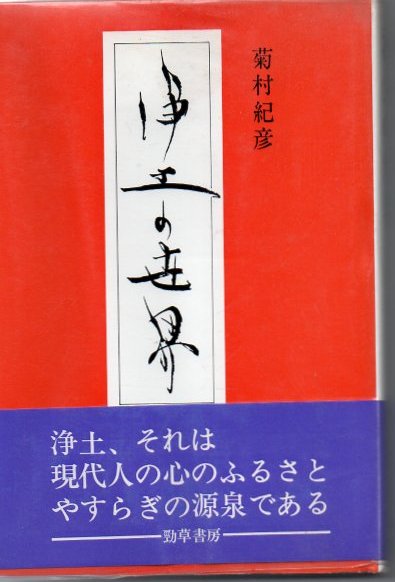 菊村紀彦
浄土の世界
浄土、それは
現代人の心のふるさと
やすらぎの源泉である
勁草書房